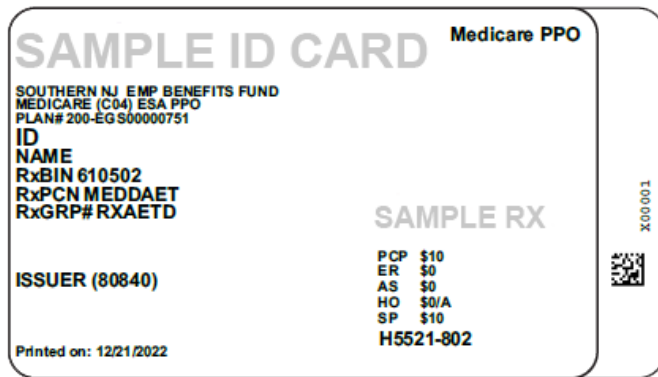 SAMPLE ID CARD
Medicare PPO
SOUTHERN NJ EMP BENEFITS FUND
MEDICARE (C04) ESA PPO
PLAN# 200-EGS00000751
ID
NAME
RxBIN 610502
RxPCN MEDDAET
RxGRP# RXAETD
SAMPLE RX
ISSUER (80840)
PCP $10
ER $0
AS $0
HO $0/A
SP $10
H5521-802
Printed on: 12/21/2022
X00001